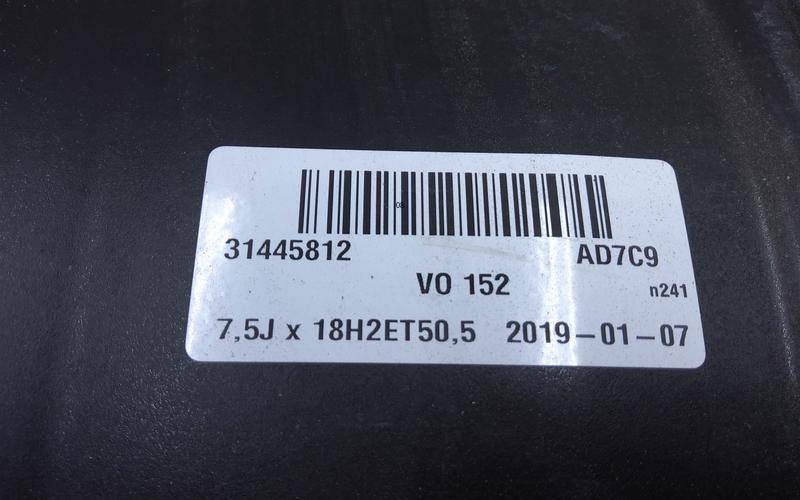 31445812 AD7C9
VO 152
n241
7,5J x 18H2ET50,5 2019-01-07